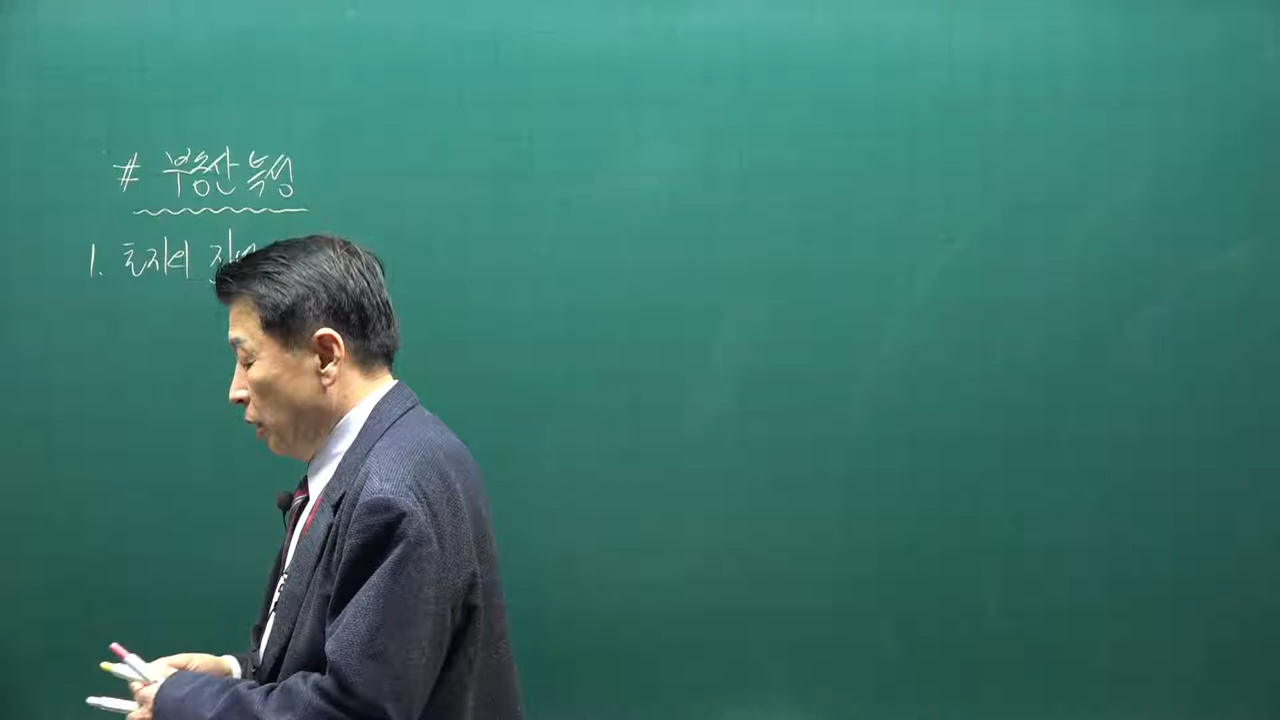 # 부동산 특성
1. 토지의